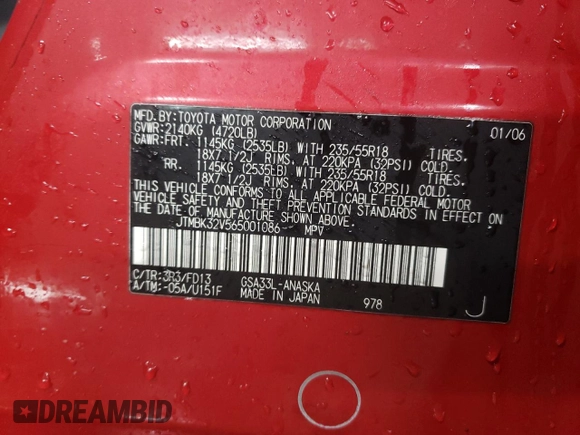 MFD. BY: TOYOTA MOTOR CORPORATION 01/06
GVWR: 2140KG (4720LB)
GAWR: FRT. 1145KG (2535LB) WITH 235/55R18 TIRES.
18X7.1/2J RIMS. AT 220KPA (32PSI) COLD.
RR. 1145KG (2535LB) WITH 235/55R18 TIRES.
18X7.1/2J RIMS. AT 220KPA (32PSI) COLD.
THIS VEHICLE CONFORMS TO ALL APPLICABLE FEDERAL MOTOR
VEHICLE SAFETY AND THEFT PREVENTION STANDARDS IN EFFECT ON
THE DATE OF MANUFACTURE SHOWN ABOVE.
JTMBK32V565001086 MPV
C/TR: 3R3/FD13 GSA33L-ANASKA
A/TM: -05A/U151F MADE IN JAPAN 978 J
DREAMBID